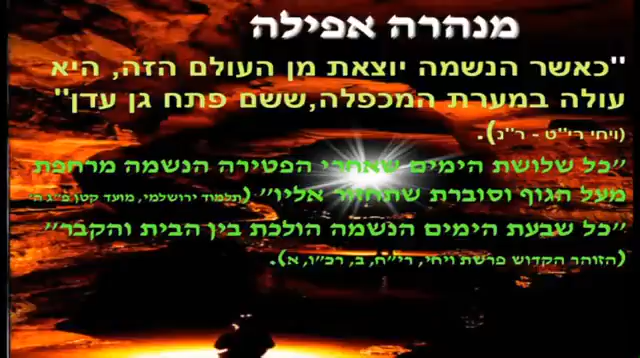 מנהרה אפילה
"כאשר הנשמה יוצאת מן העולם הזה, היא
עולה במערת המכפלה,ששם פתח גן עדן"
(ויחי רי"ט - ר"נ).
"כל שלושת הימים שאחרי הפטירה הנשמה מרחפת
מעל הגוף וסוברת שתחזור אליו" (תלמוד ירושלמי, מועד קטן פ"ג ה'
"כל שבעת הימים הנשמה הולכת בין הבית והקבר"
(הזוהר הקדוש פרשת ויחי, רי"ח, ב, רכ"ו, א).